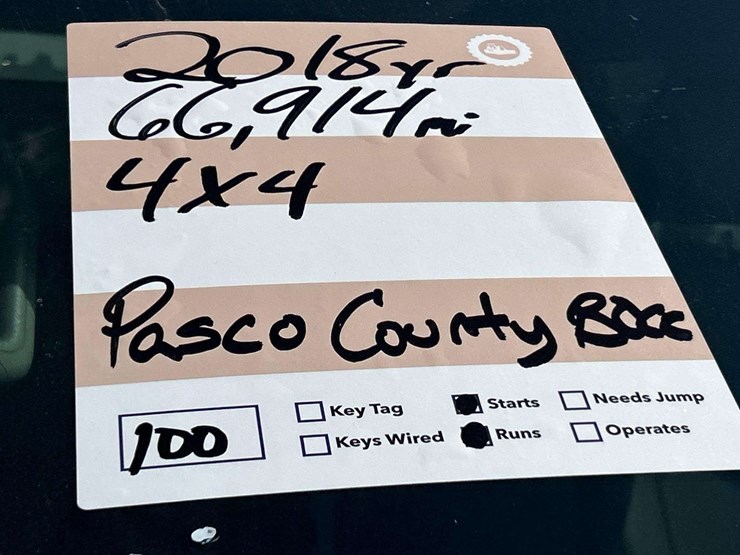 2018yr
66,914mi
4x4
Pasco County BOCC
100
Key Tag Starts Needs Jump
Keys Wired Runs Operates